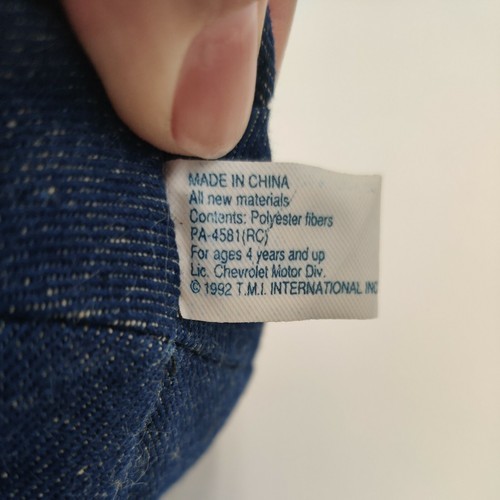 MADE IN CHINA
All new materials
Contents: Polyester fibers
PA-4581(RC)
For ages 4 years and up
Lic. Chevrolet Motor Div.
© 1992 T.M.I. INTERNATIONAL INC